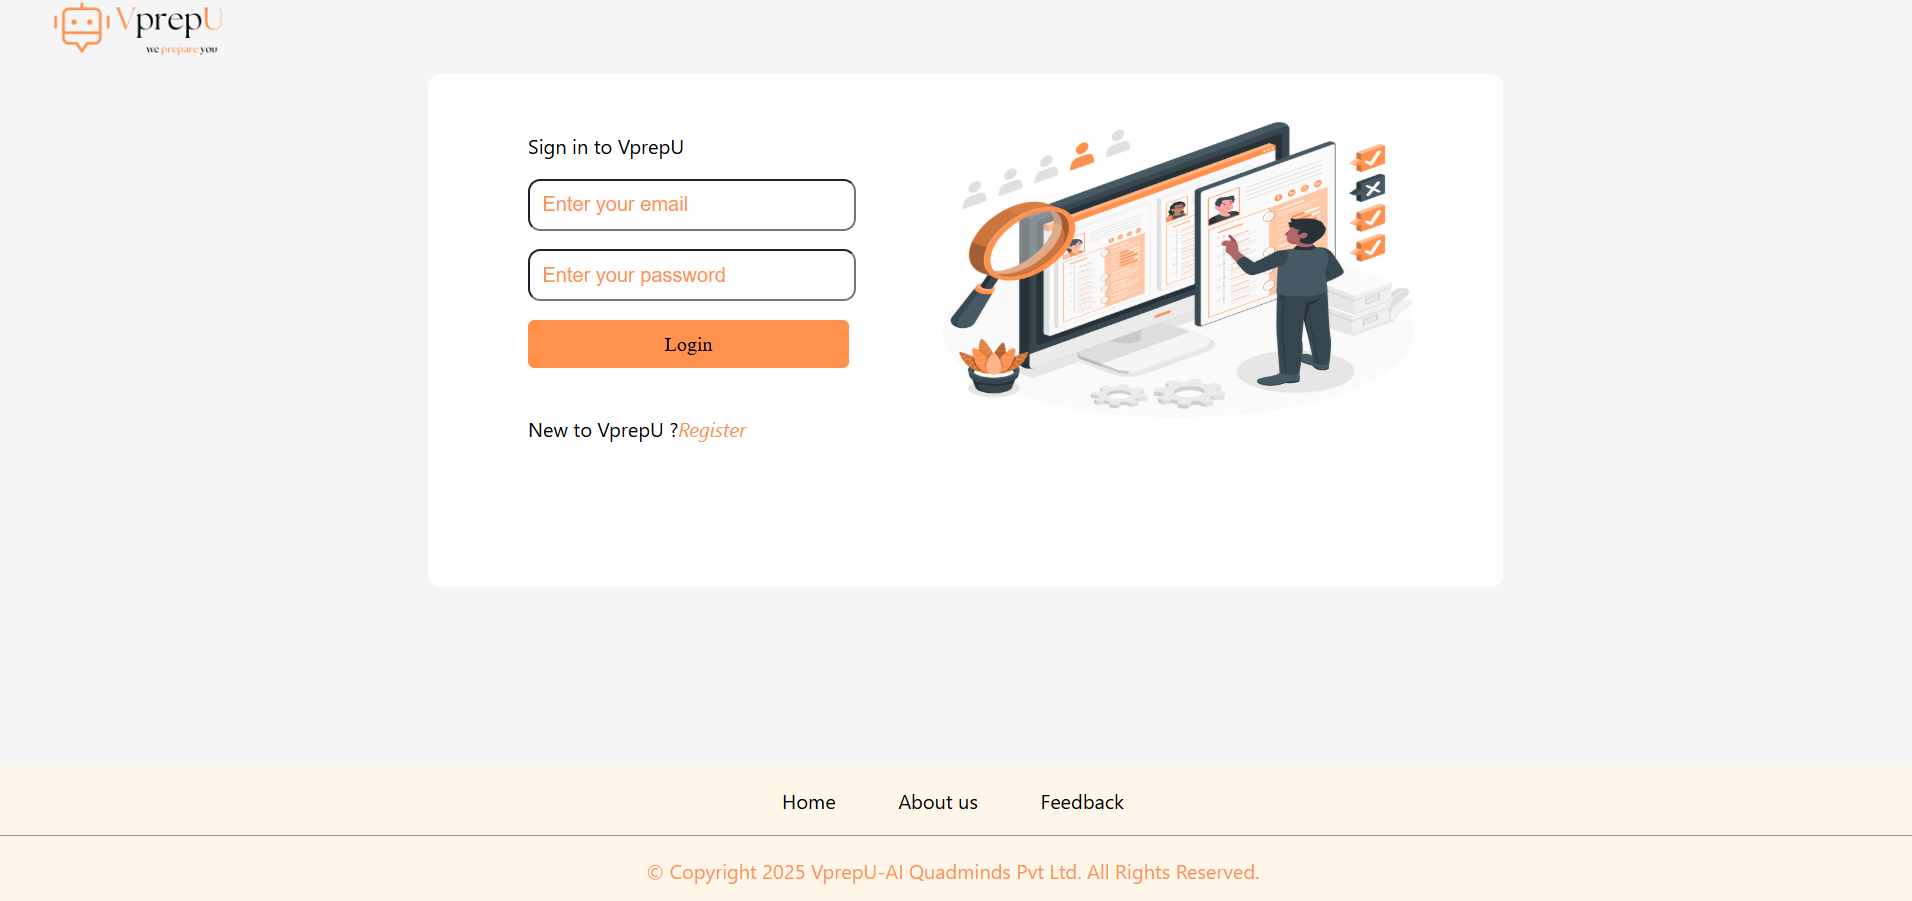 VprepU
we prepare you
Sign in to VprepU
Enter your email
Enter your password
Login
New to VprepU ?Register
Home About us Feedback
© Copyright 2025 VprepU-AI Quadminds Pvt Ltd. All Rights Reserved.